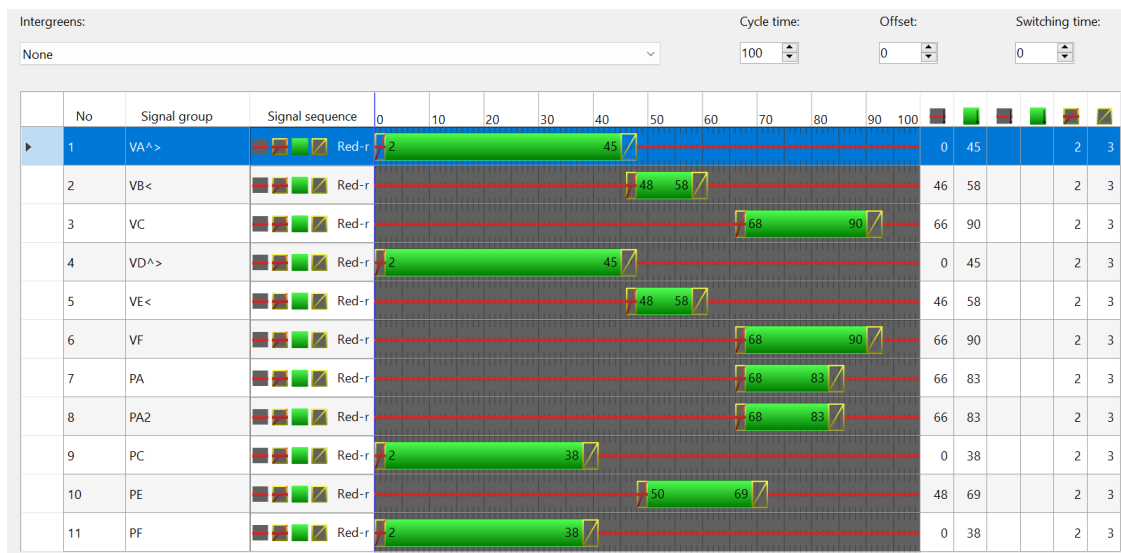 Intergreens: Cycle time: Offset: Switching time:
None 100 0 0
No Signal group Signal sequence 0 10 20 30 40 50 60 70 80 90 100
1 VA^> Red-r 2 45 0 45 2 3
2 VB< Red-r 48 58 46 58 2 3
3 VC Red-r 68 90 66 90 2 3
4 VD^> Red-r 2 45 0 45 2 3
5 VE< Red-r 48 58 46 58 2 3
6 VF Red-r 68 90 66 90 2 3
7 PA Red-r 68 83 66 83 2 3
8 PA2 Red-r 68 83 66 83 2 3
9 PC Red-r 2 38 0 38 2 3
10 PE Red-r 50 69 48 69 2 3
11 PF Red-r 2 38 0 38 2 3